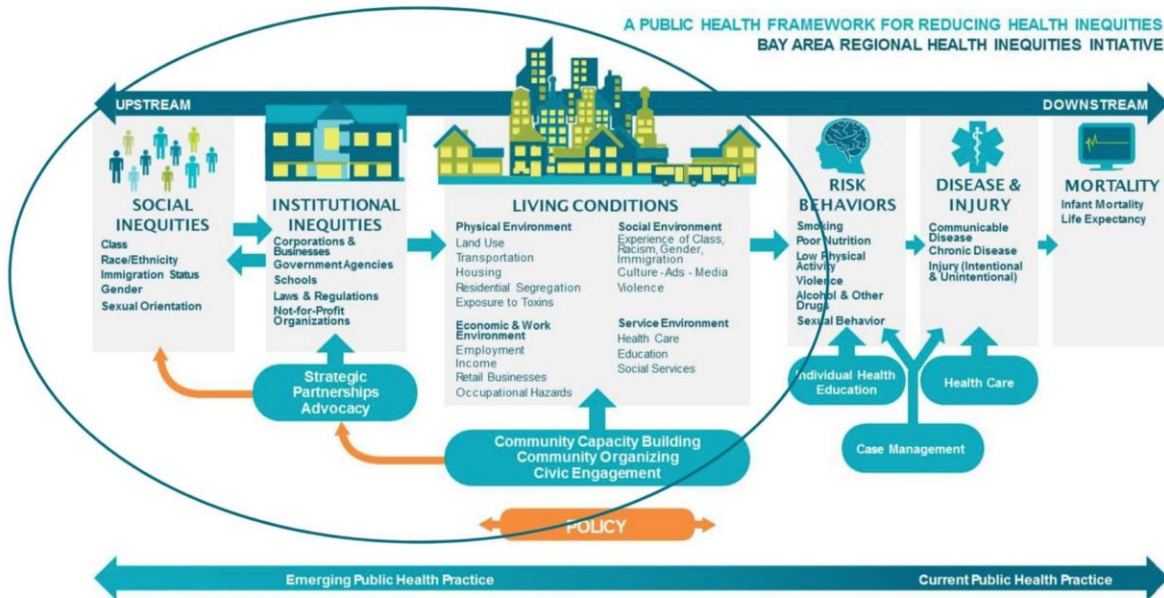 A PUBLIC HEALTH FRAMEWORK FOR REDUCING HEALTH INEQUITIES
BAY AREA REGIONAL HEALTH INEQUITIES INTIATIVE
UPSTREAM
DOWNSTREAM
SOCIAL
INEQUITIES
Class
Race/Ethnicity
Immigration Status
Gender
Sexual Orientation
INSTITUTIONAL
INEQUITIES
Corporations &
Businesses
Government Agencies
Schools
Laws & Regulations
Not-for-Profit
Organizations
LIVING CONDITIONS
Physical Environment
Land Use
Transportation
Housing
Residential Segregation
Exposure to Toxins
Economic & Work
Environment
Employment
Income
Retail Businesses
Occupational Hazards
Social Environment
Experience of Class,
Racism, Gender,
Immigration
Culture - Ads - Media
Violence
Service Environment
Health Care
Education
Social Services
RISK
BEHAVIORS
Smoking
Poor Nutrition
Low Physical
Activity
Violence
Alcohol & Other
Drugs
Sexual Behavior
DISEASE &
INJURY
Communicable
Disease
Chronic Disease
Injury (Intentional
& Unintentional)
MORTALITY
Infant Mortality
Life Expectancy
Strategic
Partnerships
Advocacy
Community Capacity Building
Community Organizing
Civic Engagement
Individual Health
Education
Health Care
Case Management
POLICY
Emerging Public Health Practice
Current Public Health Practice